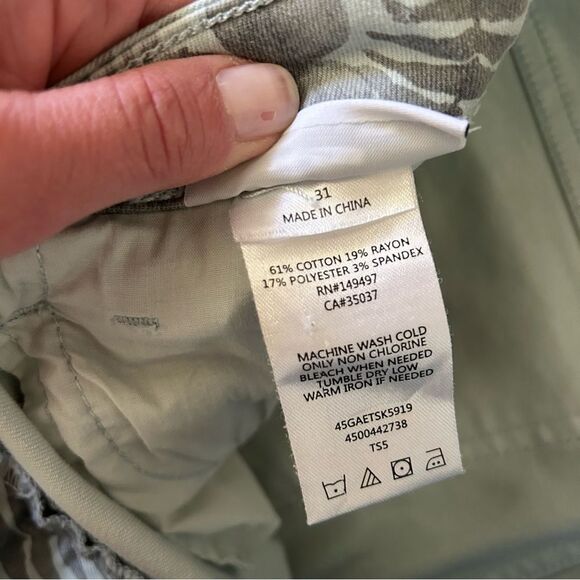 31
MADE IN CHINA
61% COTTON 19% RAYON
17% POLYESTER 3% SPANDEX
RN#149497
CA#35037
MACHINE WASH COLD
ONLY NON CHLORINE
BLEACH WHEN NEEDED
TUMBLE DRY LOW
WARM IRON IF NEEDED
45GAETSK5919
4500442738
TS5